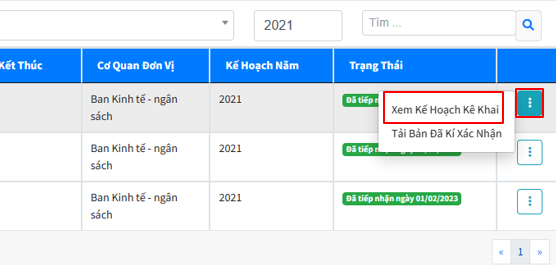 2021
Tìm ...
Kết Thúc
Cơ Quan Đơn Vị
Kế Hoạch Năm
Trạng Thái
Ban Kinh tế - ngân
sách
2021
Đã tiếp
Xem Kế Hoạch Kê Khai
Tải Bản Đã Kí Xác Nhận
Ban Kinh tế - ngân
sách
2021
Ban Kinh tế - ngân
sách
2021
Đã tiếp nhận ngày 01/02/2023
« 1 »